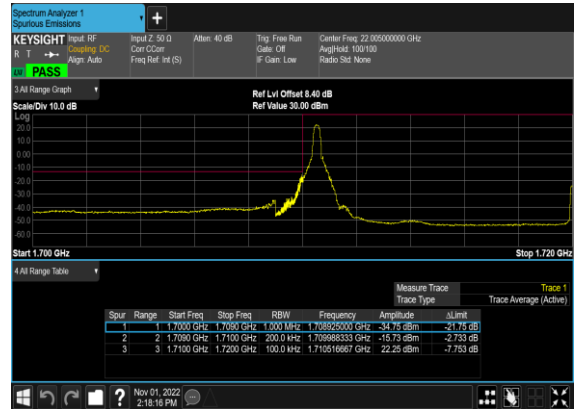 Spectrum Analyzer 1
Spurious Emissions
KEYSIGHT Input: RF Input Z: 50 Ω Atten: 40 dB Trig: Free Run Center Freq: 22.005000000 GHz
R T Coupling: DC Corr CCorr Gate: Off Avg|Hold: 100/100
Align: Auto Freq Ref: Int (S) IF Gain: Low Radio Std: None
LW PASS
3 All Range Graph
Ref Lvl Offset 8.40 dB
Scale/Div 10.0 dB Ref Value 30.00 dBm
Log
20.0
10.0
0.00
-10.0
-20.0
-30.0
-40.0
-50.0
-60.0
Start 1.700 GHz Stop 1.720 GHz
4 All Range Table
Measure Trace Trace 1
Trace Type Trace Average (Active)
Spur Range Start Freq Stop Freq RBW Frequency Amplitude ΔLimit
1 1 1.7000 GHz 1.7090 GHz 1.000 MHz 1.708925000 GHz -34.75 dBm -21.75 dB
2 2 1.7090 GHz 1.7100 GHz 200.0 kHz 1.709988333 GHz -15.73 dBm -2.733 dB
3 3 1.7100 GHz 1.7200 GHz 100.0 kHz 1.710516667 GHz 22.25 dBm -7.753 dB
? Nov 01, 2022
2:18:16 PM